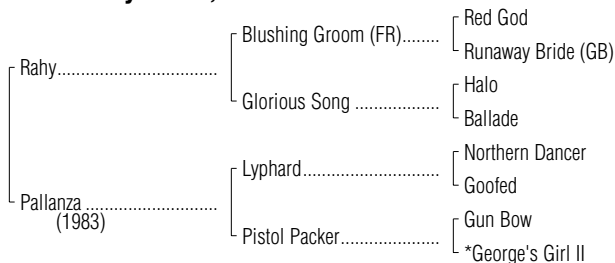 Red God
Blushing Groom (FR)........
Runaway Bride (GB)
Rahy.................................
Halo
Glorious Song .................
Ballade
Northern Dancer
Lyphard............................
Goofed
Pallanza ...........................
(1983)
Gun Bow
Pistol Packer....................
*George's Girl II